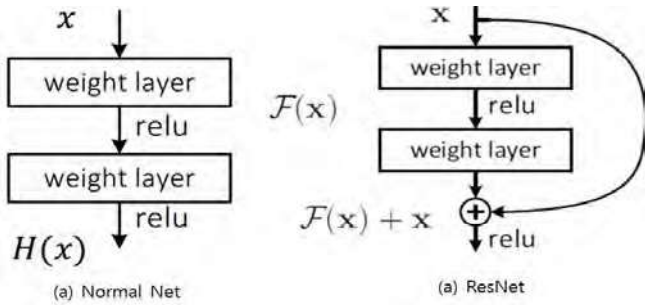 x
weight layer
relu
weight layer
relu
H(x)
(a) Normal Net
x
weight layer
F(x)
relu
weight layer
F(x) + x
+
relu
(a) ResNet